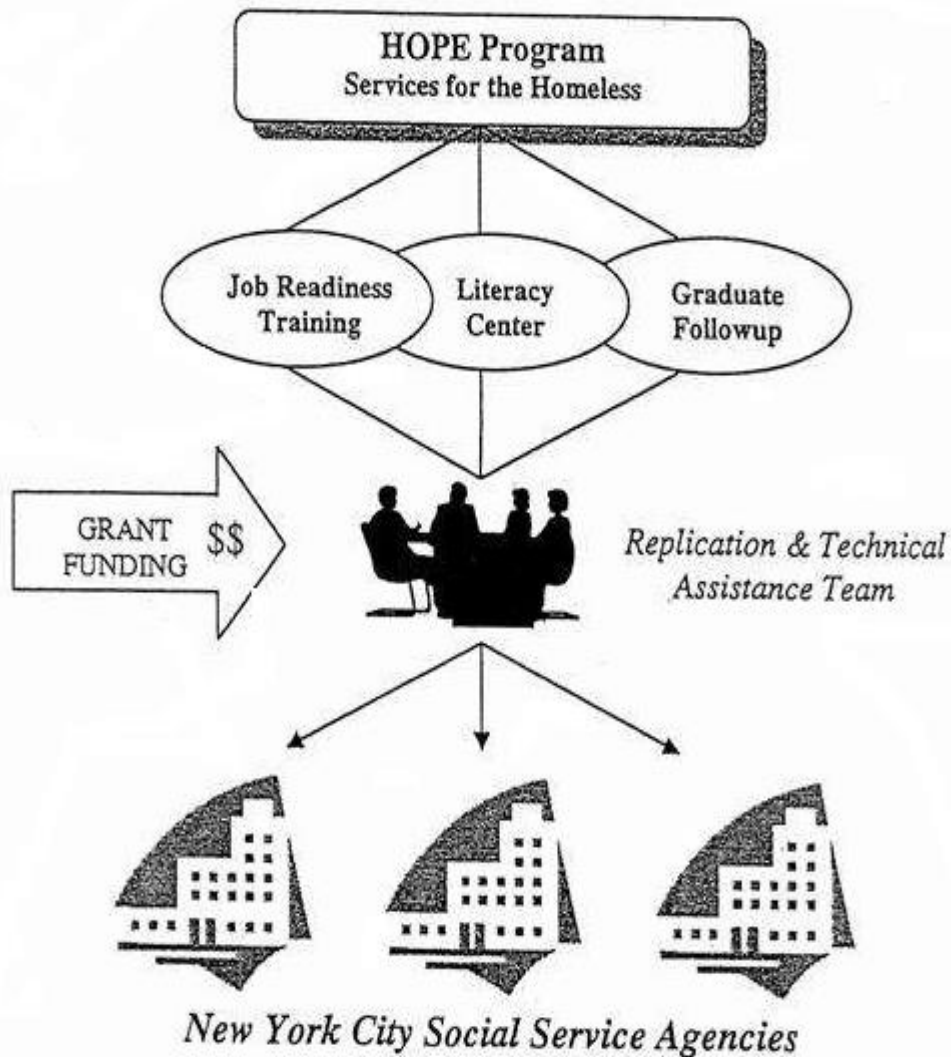 HOPE Program
Services for the Homeless
Job Readiness
Training
Literacy
Center
Graduate
Followup
GRANT
FUNDING $$
Replication & Technical
Assistance Team
New York City Social Service Agencies